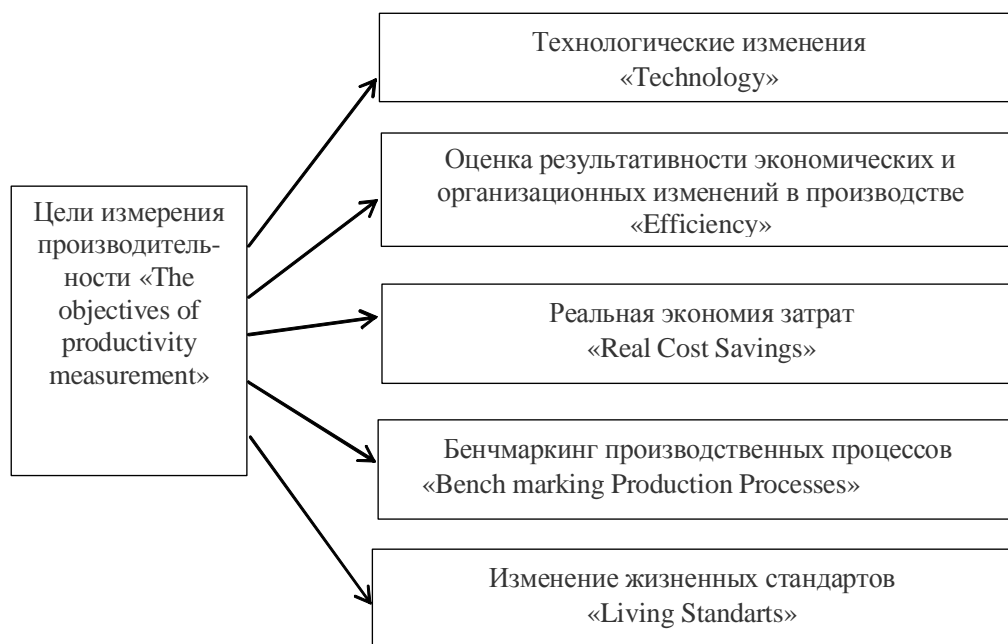 Цели измерения
производитель-
ности «The
objectives of
productivity
measurement»
Технологические изменения
«Technology»
Оценка результативности экономических и
организационных изменений в производстве
«Efficiency»
Реальная экономия затрат
«Real Cost Savings»
Бенчмаркинг производственных процессов
«Bench marking Production Processes»
Изменение жизненных стандартов
«Living Standarts»